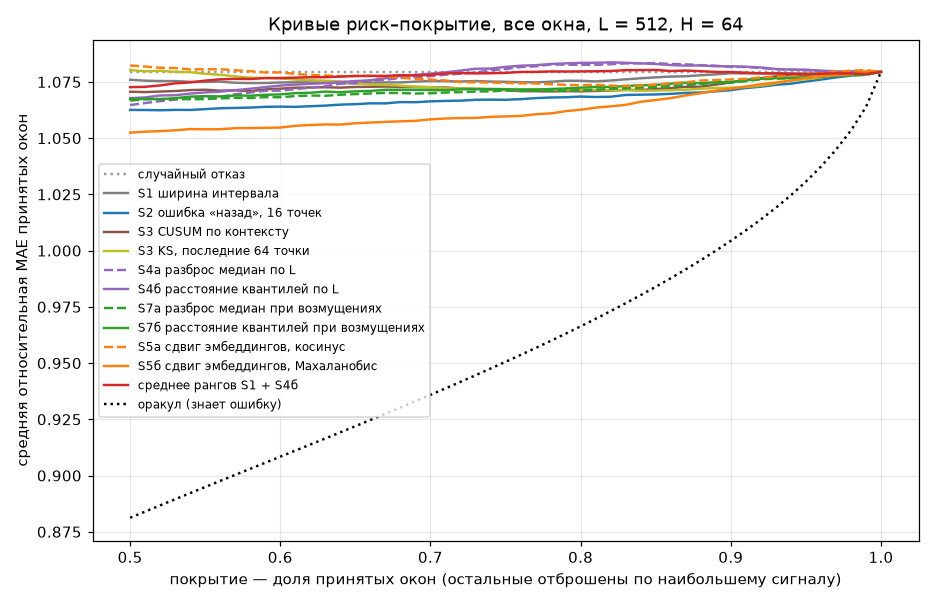 Кривые риск–покрытие, все окна, L = 512, H = 64
средняя относительная MAE принятых окон
1.075
1.050
1.025
1.000
0.975
0.950
0.925
0.900
0.875
случайный отказ
S1 ширина интервала
S2 ошибка «назад», 16 точек
S3 CUSUM по контексту
S3 KS, последние 64 точки
S4а разброс медиан по L
S4б расстояние квантилей по L
S7а разброс медиан при возмущениях
S7б расстояние квантилей при возмущениях
S5а сдвиг эмбеддингов, косинус
S5б сдвиг эмбеддингов, Махаланобис
среднее рангов S1 + S4б
оракул (знает ошибку)
0.5 0.6 0.7 0.8 0.9 1.0
покрытие — доля принятых окон (остальные отброшены по наибольшему сигналу)